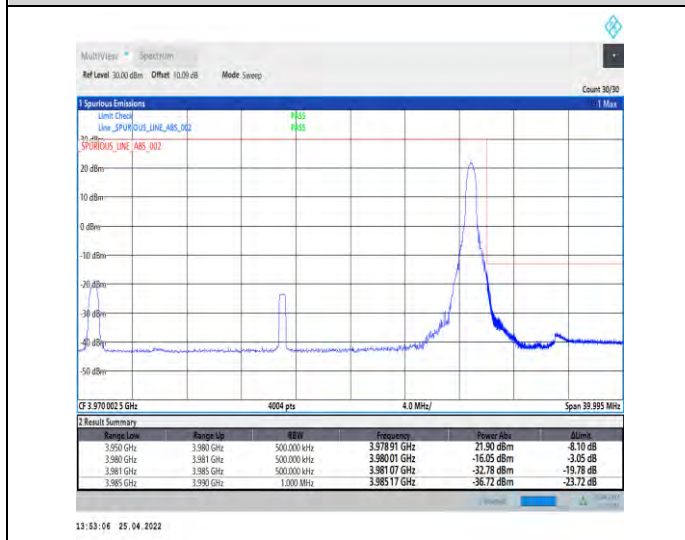 MultiView Spectrum
Ref Level 30.00 dBm Offset 10.09 dB Mode Sweep
Count 30/30
1 Spurious Emissions 1 Max
Limit Check PASS
Line _SPURIOUS_LINE_ABS_002 PASS
30 dBm
_SPURIOUS_LINE_ABS_002
20 dBm
10 dBm
0 dBm
-10 dBm
-20 dBm
-30 dBm
-40 dBm
-50 dBm
CF 3.970 002 5 GHz 4004 pts 4.0 MHz/ Span 39.995 MHz
2 Result Summary
Range Low Range Up RBW Frequency Power Abs ΔLimit
3.950 GHz 3.980 GHz 500.000 kHz 3.978 91 GHz 21.90 dBm -8.10 dB
3.980 GHz 3.981 GHz 500.000 kHz 3.980 01 GHz -16.05 dBm -3.05 dB
3.981 GHz 3.985 GHz 500.000 kHz 3.981 07 GHz -32.78 dBm -19.78 dB
3.985 GHz 3.990 GHz 1.000 MHz 3.985 17 GHz -36.72 dBm -23.72 dB
13:53:06 25.04.2022